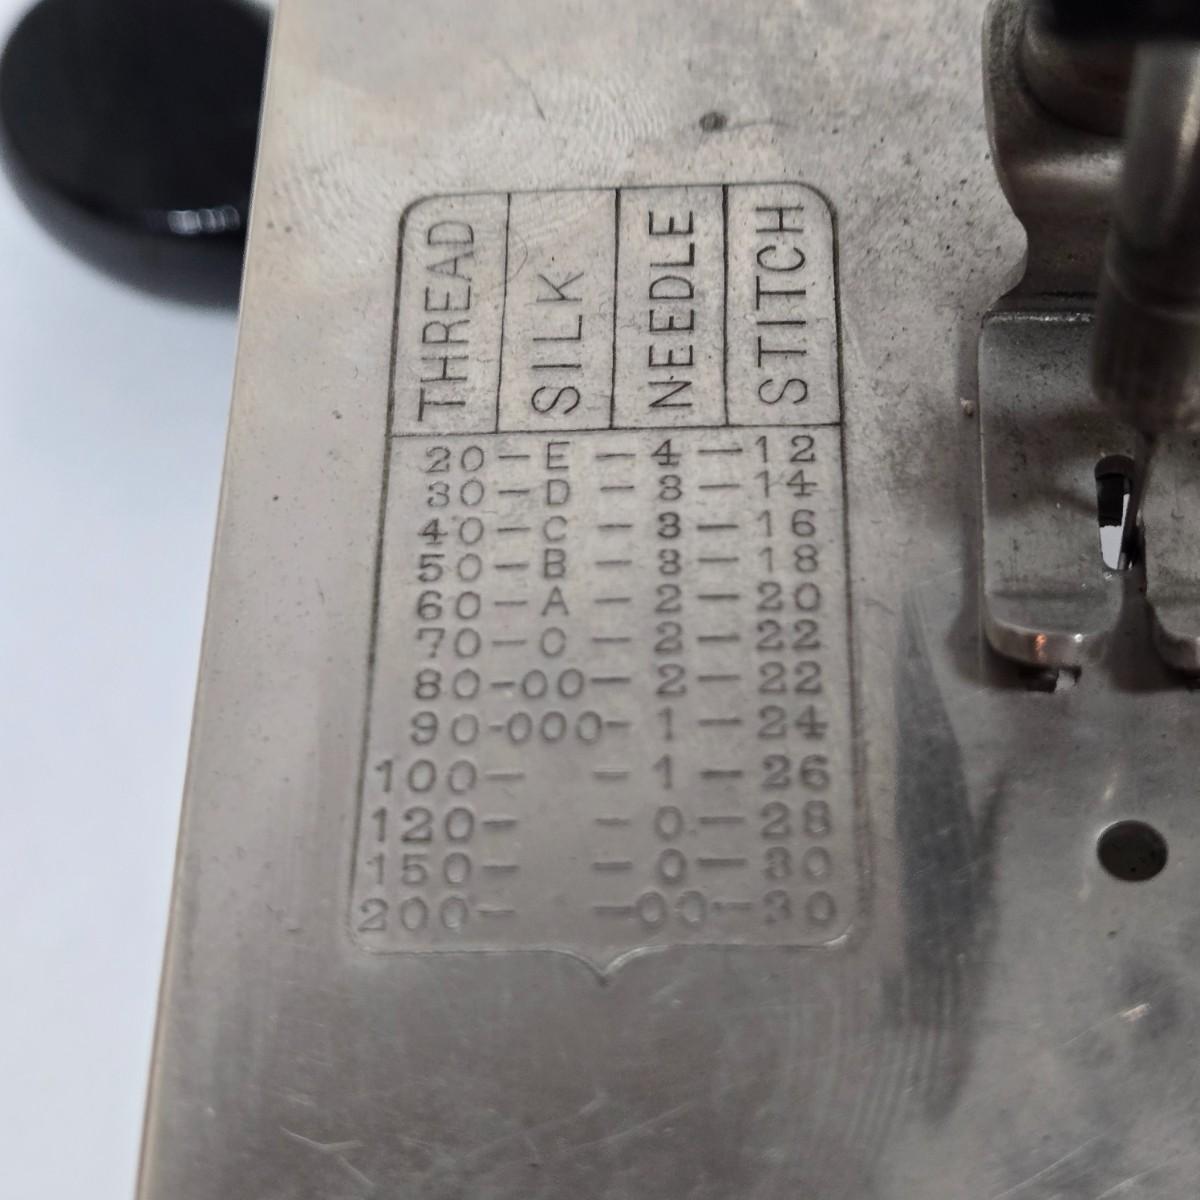 THREAD SILK NEEDLE STITCH
20 — E — 4 — 12
30 — D — 3 — 14
40 — C — 3 — 16
50 — B — 3 — 18
60 — A — 2 — 20
70 — 0 — 2 — 22
80 - 00 — 2 — 22
90 - 000 - 1 — 24
100 — — 1 — 26
120 — — 0 — 28
150 — — 0 — 30
200 — — 00 — 30